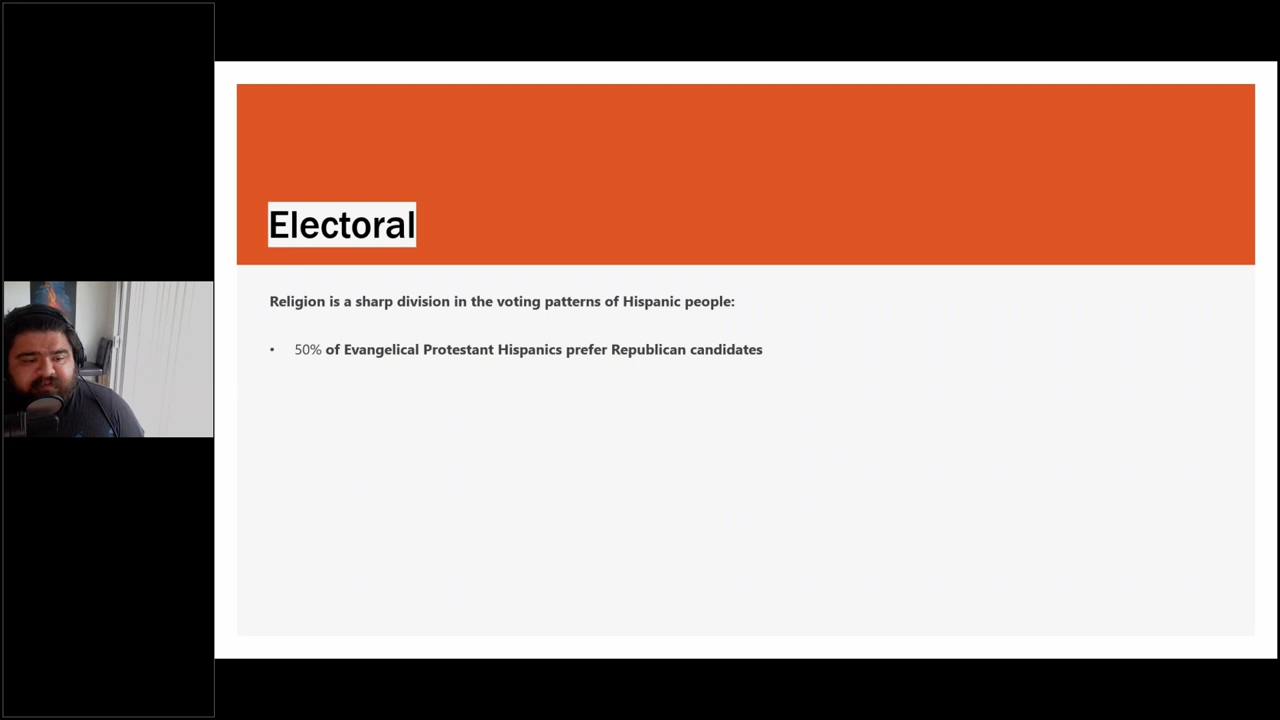 Electoral
Religion is a sharp division in the voting patterns of Hispanic people:
• 50% of Evangelical Protestant Hispanics prefer Republican candidates